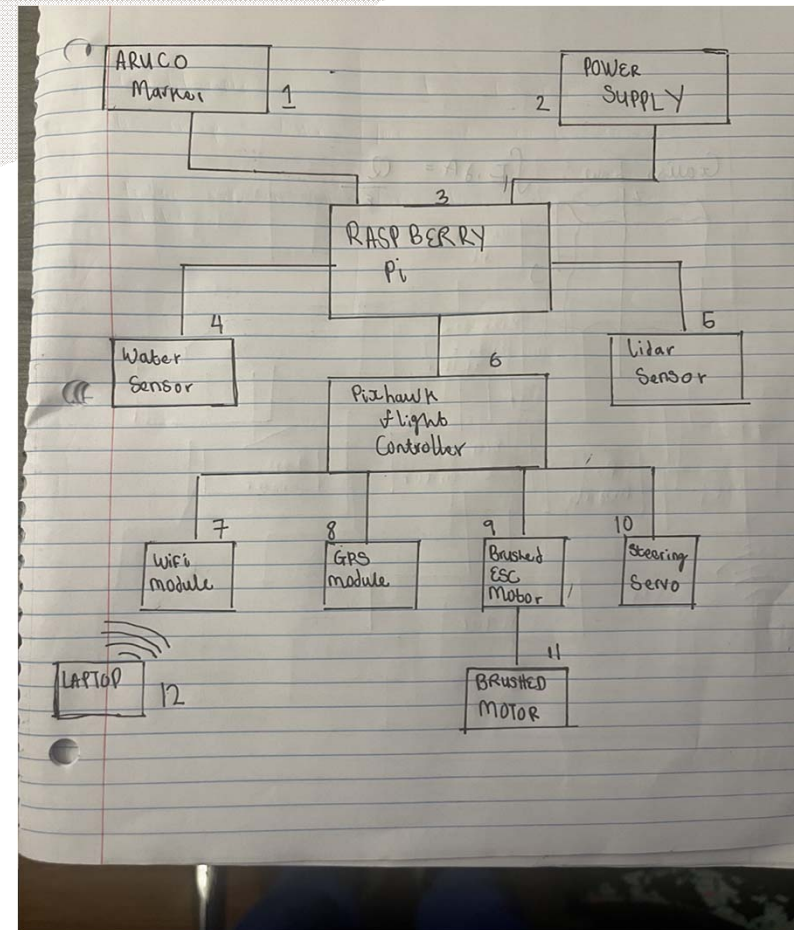 ARUCO
Marker
1
POWER
SUPPLY
2
3
RASPBERRY
Pi
4
Water
Sensor
5
Lidar
Sensor
6
Pixhawk
flight
Controller
7
WiFi
module
8
GPS
module
9
Brushed
ESC
Motor
10
Steering
Servo
11
BRUSHED
MOTOR
LAPTOP
12